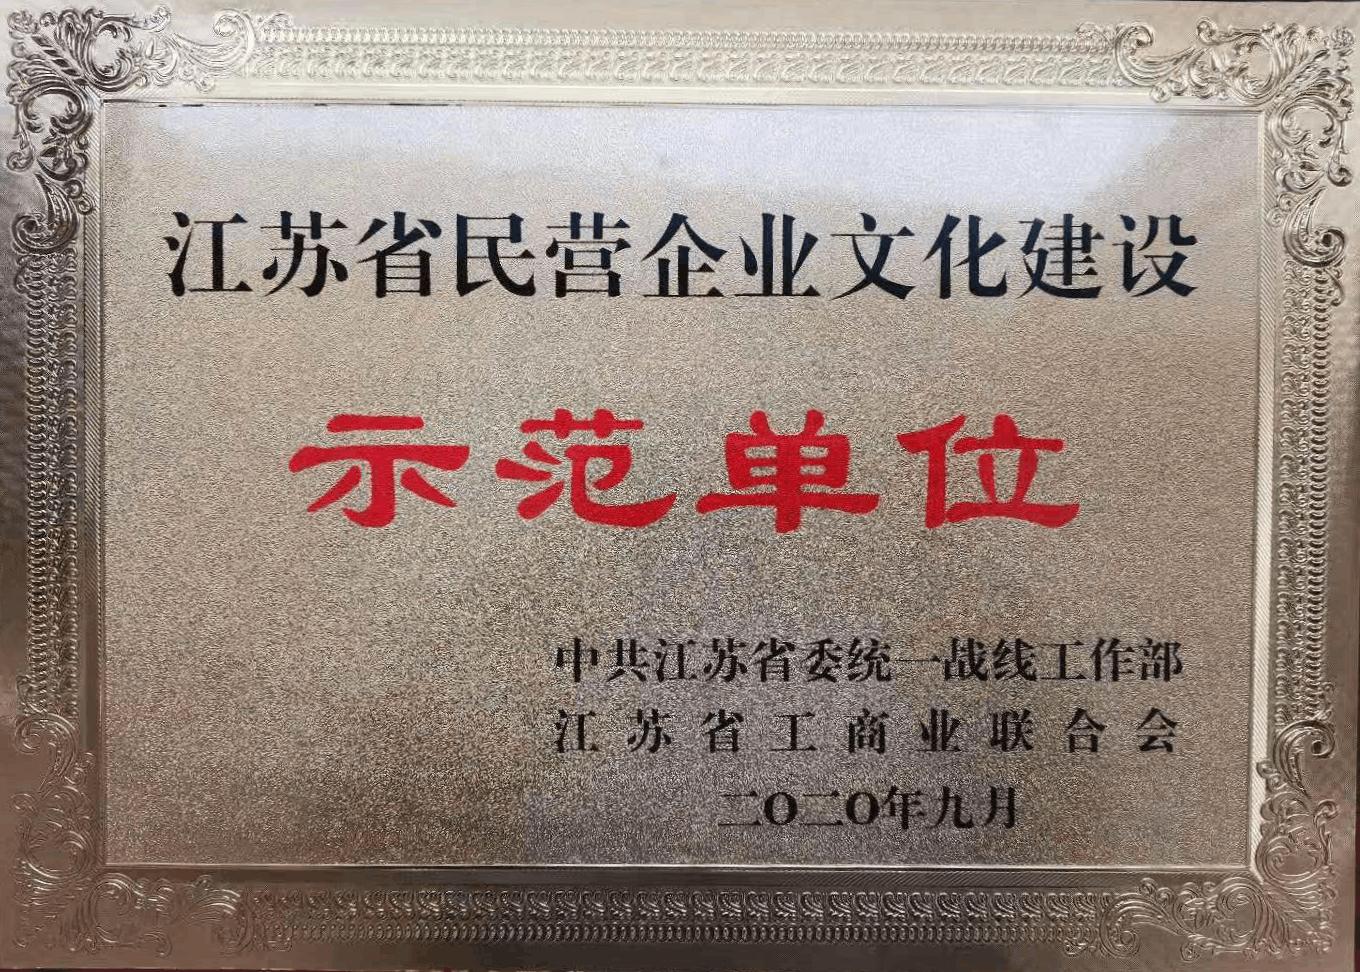 江苏省民营企业文化建设
示范单位
中共江苏省委统一战线工作部
江苏省工商业联合会
二〇二〇年九月